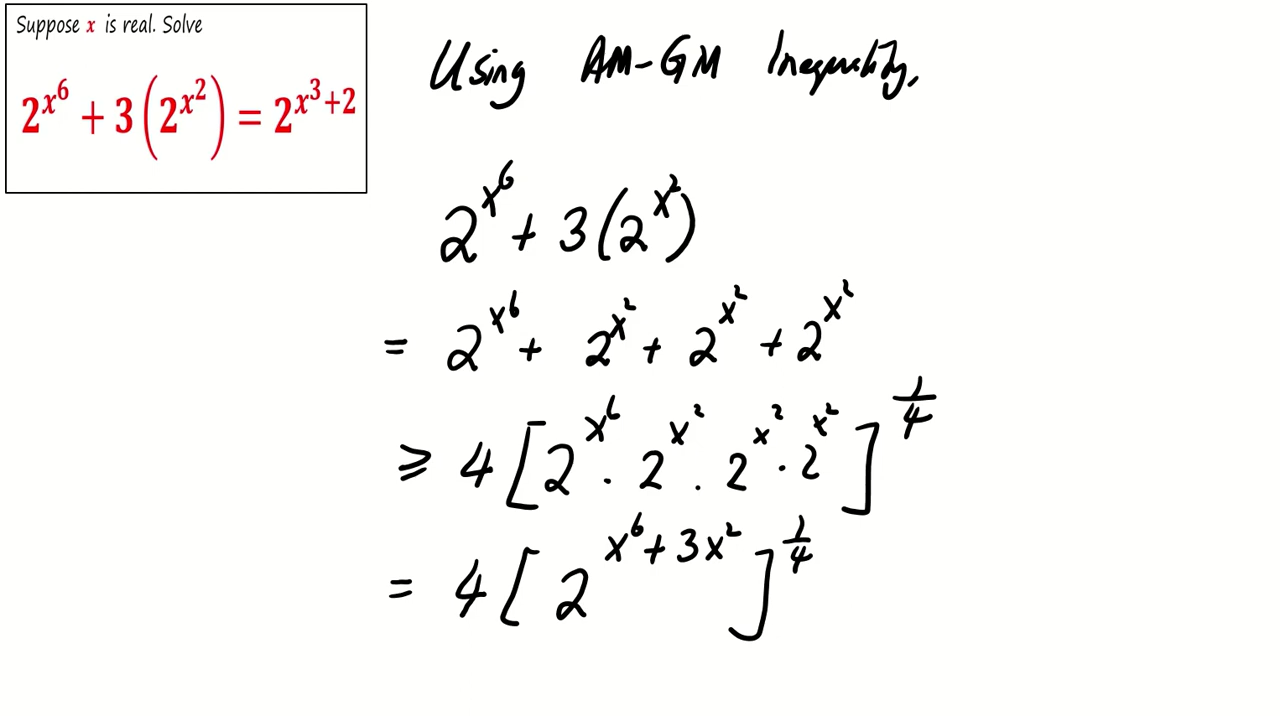 Suppose x is real. Solve
2^{x^6} + 3(2^{x^2}) = 2^{x^3+2}
Using AM-GM Inequality,
2^{x^6} + 3(2^{x^2})
= 2^{x^6} + 2^{x^2} + 2^{x^2} + 2^{x^2}
≥ 4[2^{x^6} · 2^{x^2} · 2^{x^2} · 2^{x^2}]^{1/4}
= 4[2^{x^6+3x^2}]^{1/4}